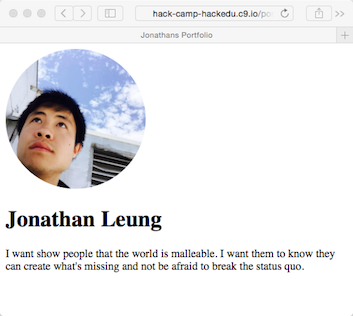 hack-camp-hackedu.c9.io/po
Jonathans Portfolio
Jonathan Leung
I want show people that the world is malleable. I want them to know they
can create what's missing and not be afraid to break the status quo.